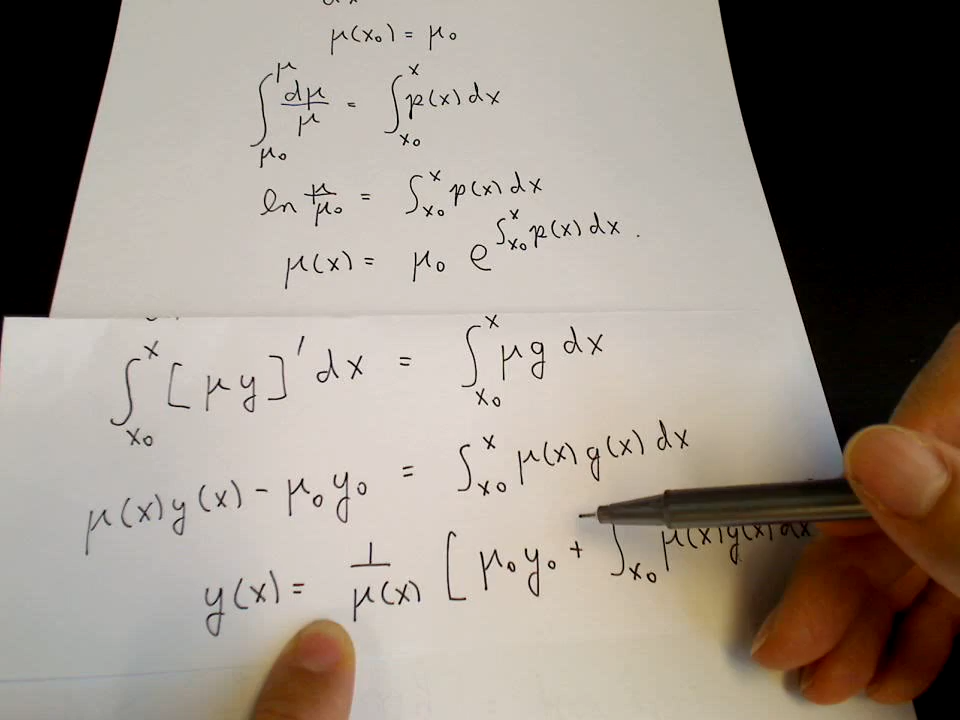 μ(x₀) = μ₀
∫_{μ₀}^{μ} dμ/μ = ∫_{x₀}^{x} p(x) dx
ln μ/μ₀ = ∫_{x₀}^{x} p(x) dx
μ(x) = μ₀ e^{∫_{x₀}^{x} p(x) dx} .
∫_{x₀}^{x} [μy]' dx = ∫_{x₀}^{x} μg dx
μ(x)y(x) - μ₀y₀ = ∫_{x₀}^{x} μ(x)g(x) dx
y(x) = 1/μ(x) [μ₀y₀ + ∫_{x₀} μ(x)g(x)dx